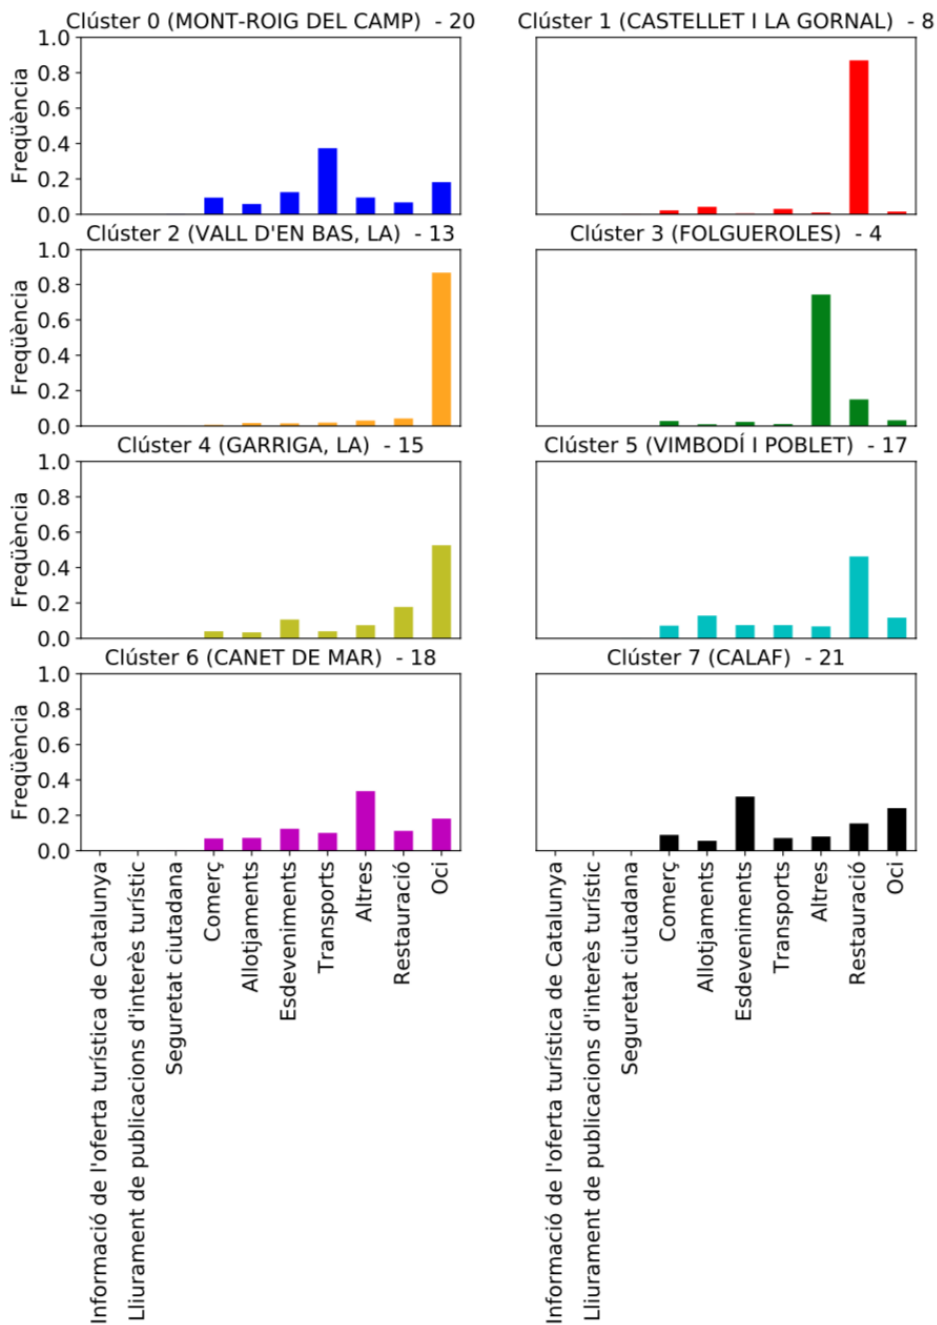 Clúster 0 (MONT-ROIG DEL CAMP)  - 20
Clúster 1 (CASTELLET I LA GORNAL)  - 8
1.0
0.8
0.6
0.4
0.2
0.0
Freqüència
Clúster 2 (VALL D'EN BAS, LA)  - 13
Clúster 3 (FOLGUEROLES)  - 4
1.0
0.8
0.6
0.4
0.2
0.0
Freqüència
Clúster 4 (GARRIGA, LA)  - 15
Clúster 5 (VIMBODÍ I POBLET)  - 17
1.0
0.8
0.6
0.4
0.2
0.0
Freqüència
Clúster 6 (CANET DE MAR)  - 18
Clúster 7 (CALAF)  - 21
1.0
0.8
0.6
0.4
0.2
0.0
Freqüència
Informació de l'oferta turística de Catalunya
Lliurament de publicacions d'interès turístic
Seguretat ciutadana
Comerç
Allotjaments
Esdeveniments
Transports
Altres
Restauració
Oci
Informació de l'oferta turística de Catalunya
Lliurament de publicacions d'interès turístic
Seguretat ciutadana
Comerç
Allotjaments
Esdeveniments
Transports
Altres
Restauració
Oci